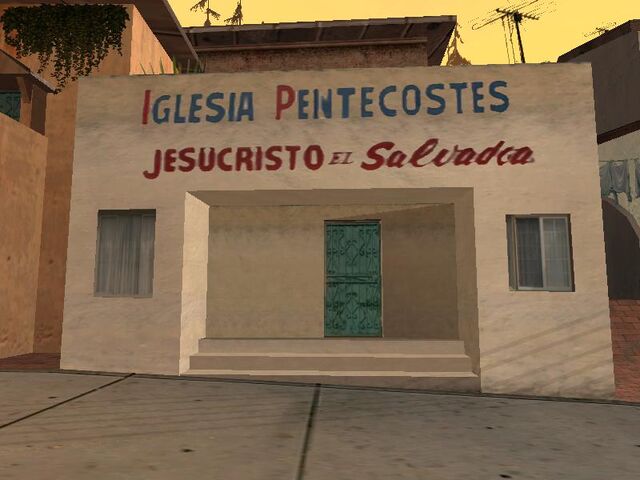 IGLESIA PENTECOSTES
JESUCRISTO EL Salvador